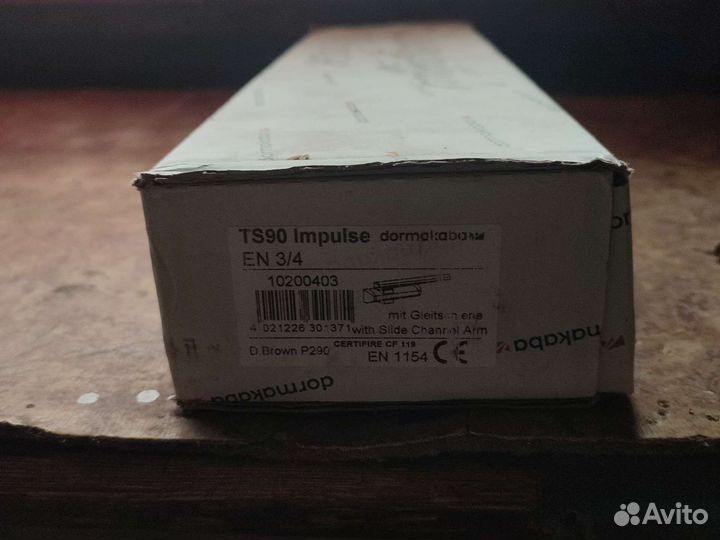 dormakaba
TS90 Impulse dormakaba
EN 3/4
10200403
mit Gleitschiene
4 021226 301371 with Slide Channel Arm
D.Brown P290 CERTIFIRE CF 119
EN 1154 CE
dormakaba
nakaba
Avito